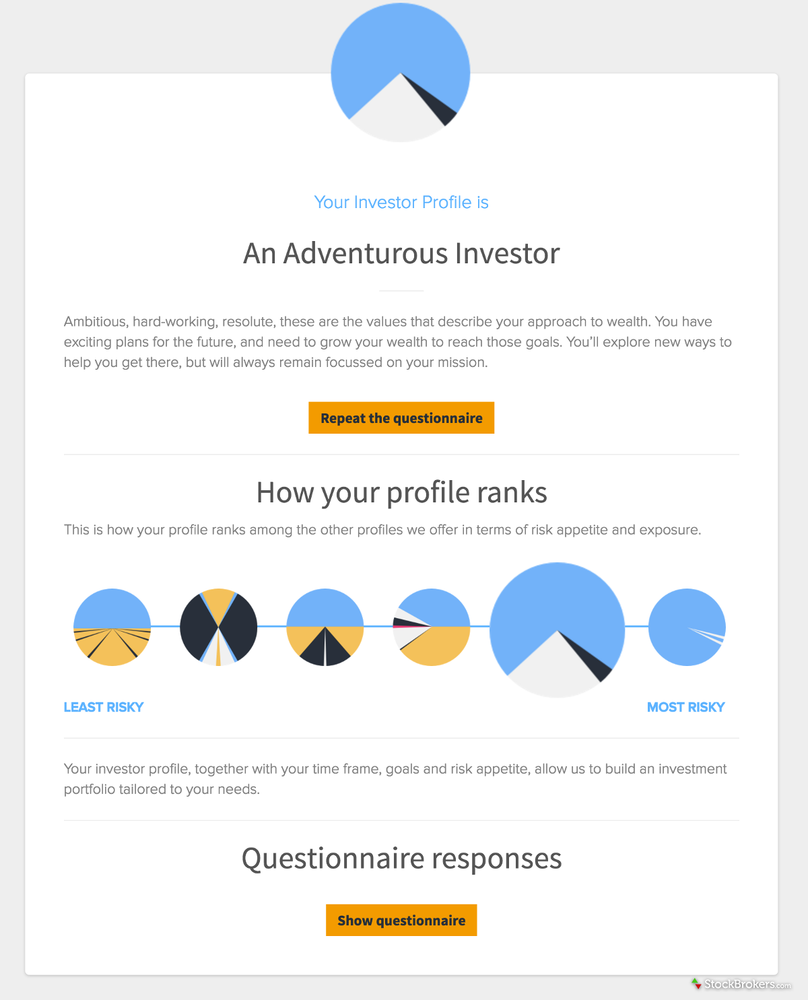 Your Investor Profile is
An Adventurous Investor
Ambitious, hard-working, resolute, these are the values that describe your approach to wealth. You have
exciting plans for the future, and need to grow your wealth to reach those goals. You’ll explore new ways to
help you get there, but will always remain focussed on your mission.
Repeat the questionnaire
How your profile ranks
This is how your profile ranks among the other profiles we offer in terms of risk appetite and exposure.
LEAST RISKY
MOST RISKY
Your investor profile, together with your time frame, goals and risk appetite, allow us to build an investment
portfolio tailored to your needs.
Questionnaire responses
Show questionnaire
StockBrokers.com